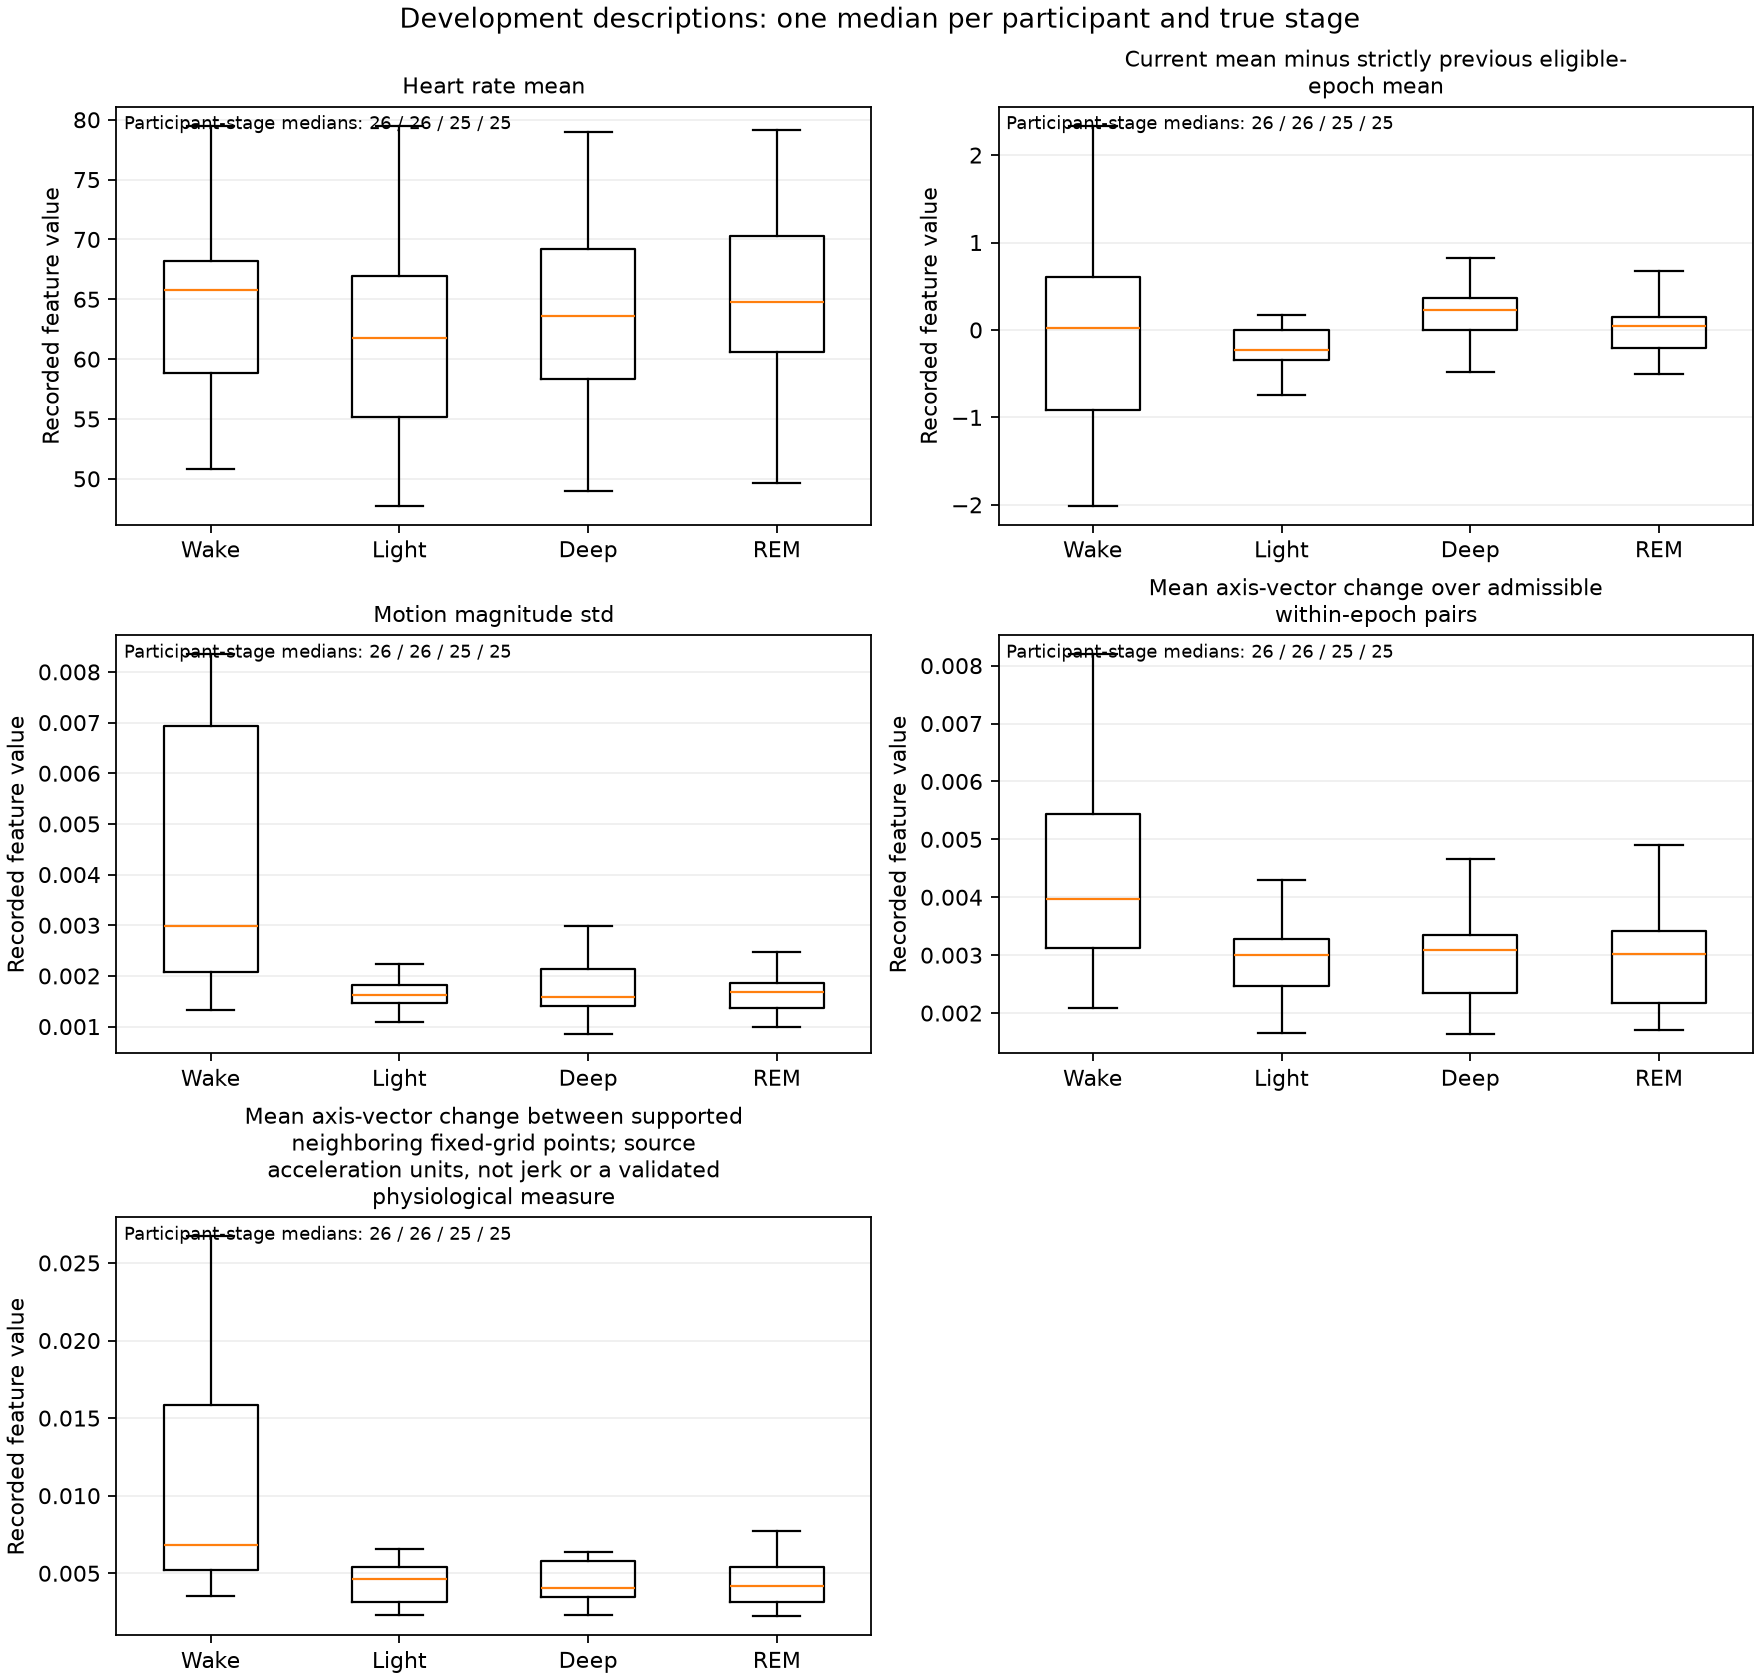 Development descriptions: one median per participant and true stage
Heart rate mean
Participant-stage medians: 26 / 26 / 25 / 25
Recorded feature value
80
75
70
65
60
55
50
Wake Light Deep REM
Current mean minus strictly previous eligible-
epoch mean
Participant-stage medians: 26 / 26 / 25 / 25
Recorded feature value
2
1
0
−1
−2
Wake Light Deep REM
Motion magnitude std
Participant-stage medians: 26 / 26 / 25 / 25
Recorded feature value
0.008
0.007
0.006
0.005
0.004
0.003
0.002
0.001
Wake Light Deep REM
Mean axis-vector change over admissible
within-epoch pairs
Participant-stage medians: 26 / 26 / 25 / 25
Recorded feature value
0.008
0.007
0.006
0.005
0.004
0.003
0.002
Wake Light Deep REM
Mean axis-vector change between supported
neighboring fixed-grid points; source
acceleration units, not jerk or a validated
physiological measure
Participant-stage medians: 26 / 26 / 25 / 25
Recorded feature value
0.025
0.020
0.015
0.010
0.005
Wake Light Deep REM